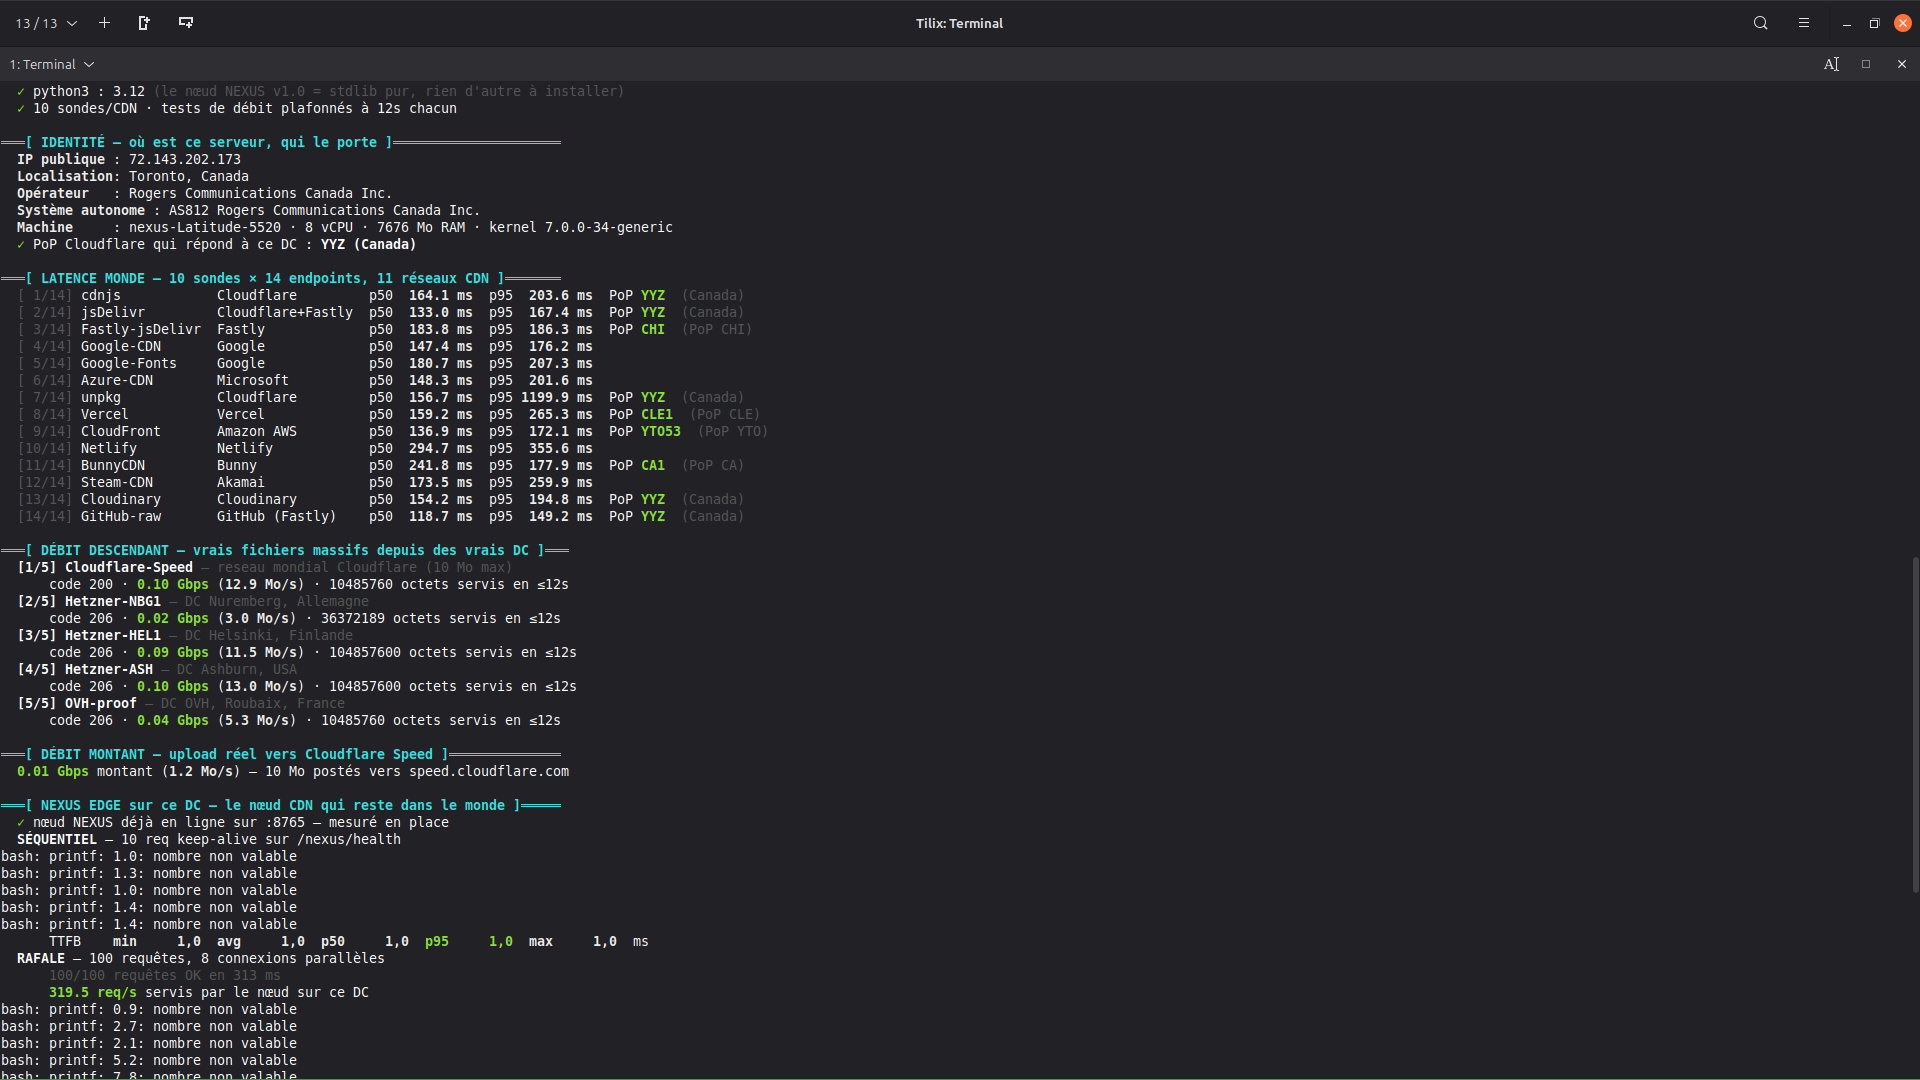 13 / 13
Tilix: Terminal
1: Terminal
✓ python3 : 3.12 (le nœud NEXUS v1.0 = stdlib pur, rien d'autre à installer)
✓ 10 sondes/CDN · tests de débit plafonnés à 12s chacun
═══[ IDENTITÉ — où est ce serveur, qui le porte ]═════════════════════
IP publique : 72.143.202.173
Localisation: Toronto, Canada
Opérateur   : Rogers Communications Canada Inc.
Système autonome : AS812 Rogers Communications Canada Inc.
Machine     : nexus-Latitude-5520 · 8 vCPU · 7676 Mo RAM · kernel 7.0.0-34-generic
✓ PoP Cloudflare qui répond à ce DC : YYZ (Canada)
═══[ LATENCE MONDE — 10 sondes × 14 endpoints, 11 réseaux CDN ]═══════
[ 1/14] cdnjs            Cloudflare         p50  164.1 ms  p95  203.6 ms  PoP YYZ  (Canada)
[ 2/14] jsDelivr         Cloudflare+Fastly  p50  133.0 ms  p95  167.4 ms  PoP YYZ  (Canada)
[ 3/14] Fastly-jsDelivr  Fastly             p50  183.8 ms  p95  186.3 ms  PoP CHI  (PoP CHI)
[ 4/14] Google-CDN       Google             p50  147.4 ms  p95  176.2 ms
[ 5/14] Google-Fonts     Google             p50  180.7 ms  p95  207.3 ms
[ 6/14] Azure-CDN        Microsoft          p50  148.3 ms  p95  201.6 ms
[ 7/14] unpkg            Cloudflare         p50  156.7 ms  p95 1199.9 ms  PoP YYZ  (Canada)
[ 8/14] Vercel           Vercel             p50  159.2 ms  p95  265.3 ms  PoP CLE1  (PoP CLE)
[ 9/14] CloudFront       Amazon AWS         p50  136.9 ms  p95  172.1 ms  PoP YTO53  (PoP YTO)
[10/14] Netlify          Netlify            p50  294.7 ms  p95  355.6 ms
[11/14] BunnyCDN         Bunny              p50  241.8 ms  p95  177.9 ms  PoP CA1  (PoP CA)
[12/14] Steam-CDN        Akamai             p50  173.5 ms  p95  259.9 ms
[13/14] Cloudinary       Cloudinary         p50  154.2 ms  p95  194.8 ms  PoP YYZ  (Canada)
[14/14] GitHub-raw       GitHub (Fastly)    p50  118.7 ms  p95  149.2 ms  PoP YYZ  (Canada)
═══[ DÉBIT DESCENDANT — vrais fichiers massifs depuis des vrais DC ]═══
[1/5] Cloudflare-Speed — reseau mondial Cloudflare (10 Mo max)
code 200 · 0.10 Gbps (12.9 Mo/s) · 10485760 octets servis en ≤12s
[2/5] Hetzner-NBG1 — DC Nuremberg, Allemagne
code 206 · 0.02 Gbps (3.0 Mo/s) · 36372189 octets servis en ≤12s
[3/5] Hetzner-HEL1 — DC Helsinki, Finlande
code 206 · 0.09 Gbps (11.5 Mo/s) · 104857600 octets servis en ≤12s
[4/5] Hetzner-ASH — DC Ashburn, USA
code 206 · 0.10 Gbps (13.0 Mo/s) · 104857600 octets servis en ≤12s
[5/5] OVH-proof — DC OVH, Roubaix, France
code 206 · 0.04 Gbps (5.3 Mo/s) · 10485760 octets servis en ≤12s
═══[ DÉBIT MONTANT — upload réel vers Cloudflare Speed ]══════════════
0.01 Gbps montant (1.2 Mo/s) — 10 Mo postés vers speed.cloudflare.com
═══[ NEXUS EDGE sur ce DC — le nœud CDN qui reste dans le monde ]═════
✓ nœud NEXUS déjà en ligne sur :8765 — mesuré en place
SÉQUENTIEL — 10 req keep-alive sur /nexus/health
bash: printf: 1.0: nombre non valable
bash: printf: 1.3: nombre non valable
bash: printf: 1.0: nombre non valable
bash: printf: 1.4: nombre non valable
bash: printf: 1.4: nombre non valable
TTFB    min     1,0  avg     1,0  p50     1,0  p95     1,0  max     1,0  ms
RAFALE — 100 requêtes, 8 connexions parallèles
100/100 requêtes OK en 313 ms
319.5 req/s servis par le nœud sur ce DC
bash: printf: 0.9: nombre non valable
bash: printf: 2.7: nombre non valable
bash: printf: 2.1: nombre non valable
bash: printf: 5.2: nombre non valable
bash: printf: 7.8: nombre non valable